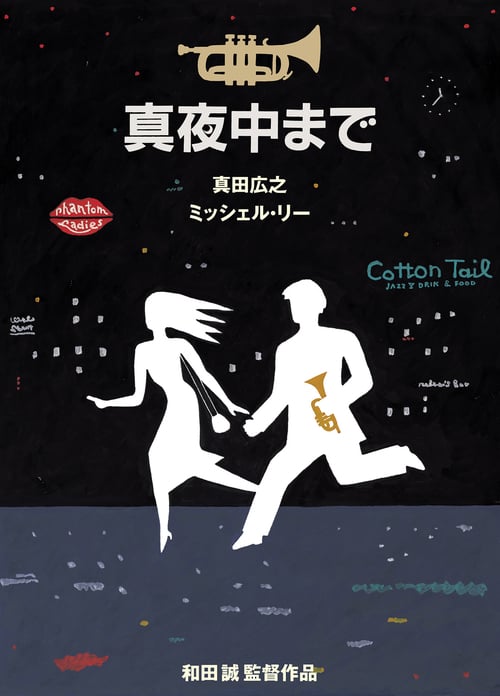 真夜中まで
真田広之
ミッシェル・リー
phantom
Ladies
Cotton Tail
JAZZ Y DRIK & FOOD
和田 誠 監督作品